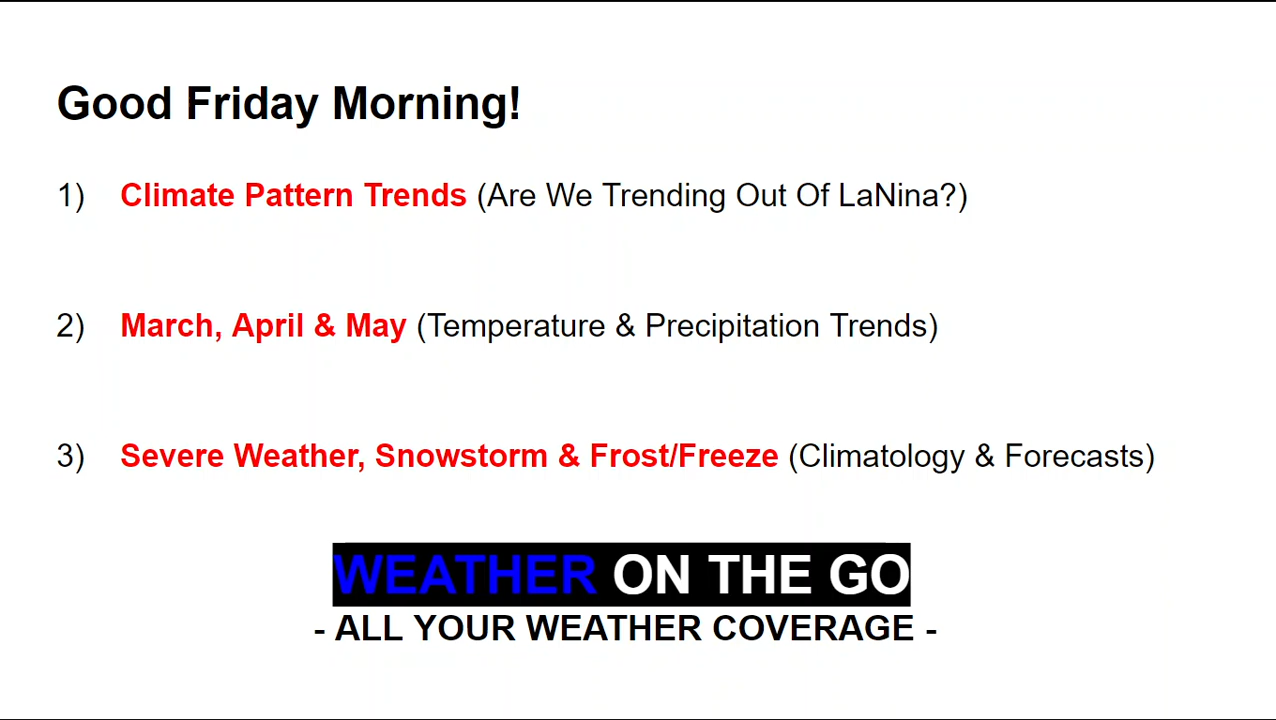 Good Friday Morning!
1) Climate Pattern Trends (Are We Trending Out Of LaNina?)
2) March, April & May (Temperature & Precipitation Trends)
3) Severe Weather, Snowstorm & Frost/Freeze (Climatology & Forecasts)
WEATHER ON THE GO
- ALL YOUR WEATHER COVERAGE -